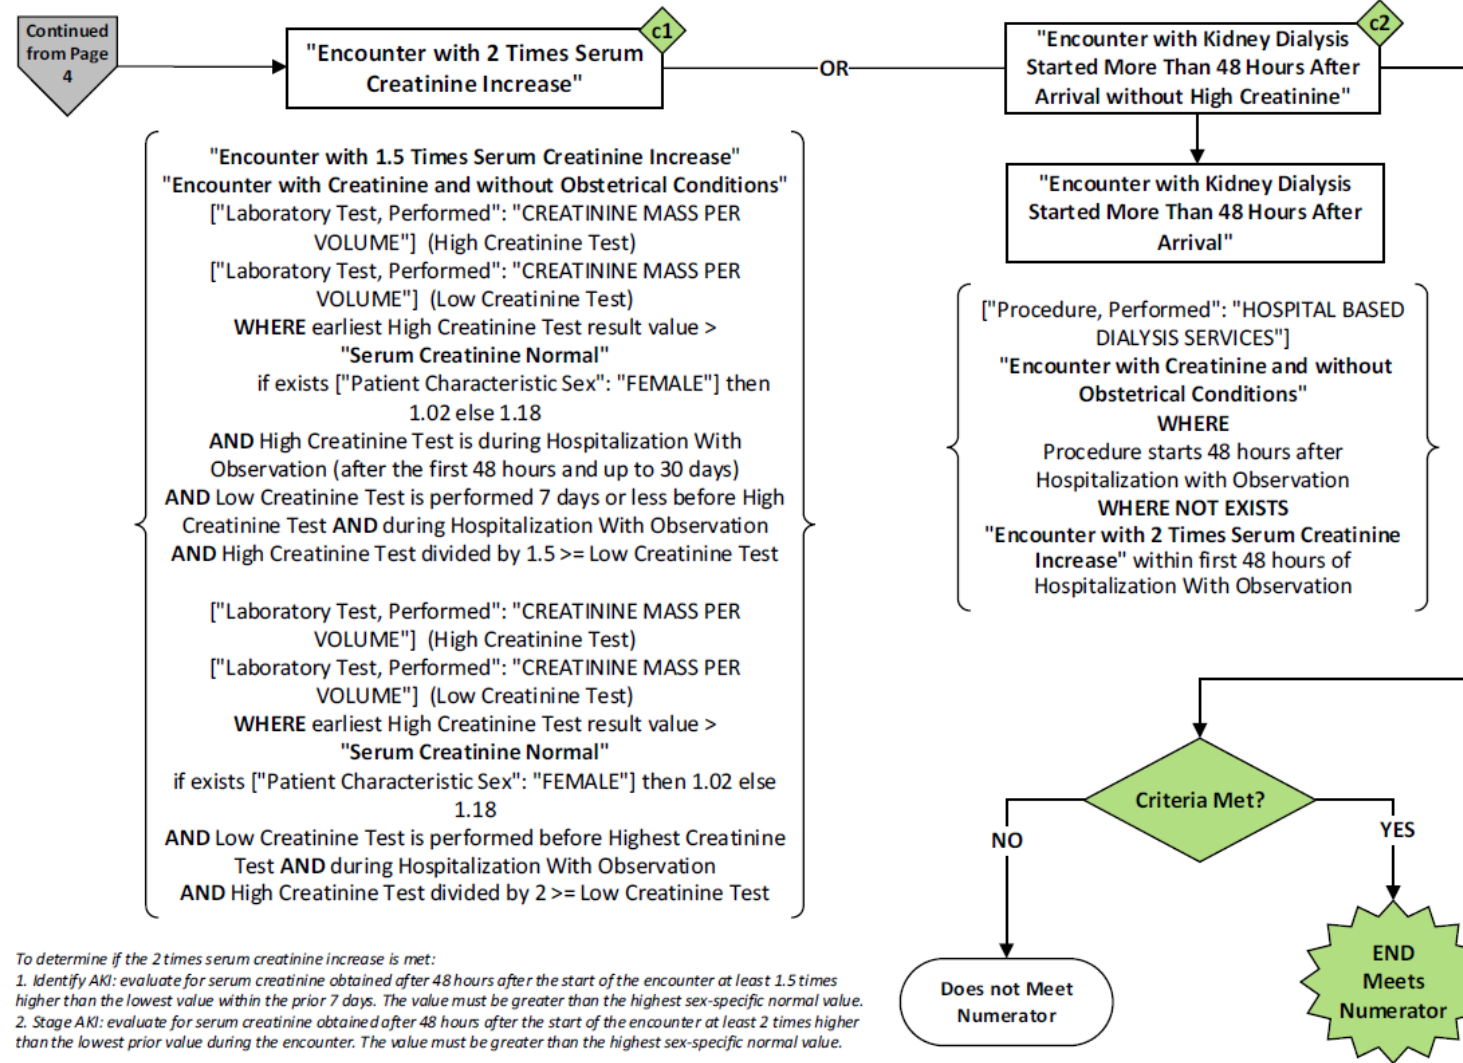 Continued
from Page
4
"Encounter with 2 Times Serum
Creatinine Increase"
c1
OR
"Encounter with Kidney Dialysis
Started More Than 48 Hours After
Arrival without High Creatinine"
c2
"Encounter with 1.5 Times Serum Creatinine Increase"
"Encounter with Creatinine and without Obstetrical Conditions"
["Laboratory Test, Performed": "CREATININE MASS PER
VOLUME"] (High Creatinine Test)
["Laboratory Test, Performed": "CREATININE MASS PER
VOLUME"] (Low Creatinine Test)
WHERE earliest High Creatinine Test result value >
"Serum Creatinine Normal"
if exists ["Patient Characteristic Sex": "FEMALE"] then
1.02 else 1.18
AND High Creatinine Test is during Hospitalization With
Observation (after the first 48 hours and up to 30 days)
AND Low Creatinine Test is performed 7 days or less before High
Creatinine Test AND during Hospitalization With Observation
AND High Creatinine Test divided by 1.5 >= Low Creatinine Test
["Laboratory Test, Performed": "CREATININE MASS PER
VOLUME"] (High Creatinine Test)
["Laboratory Test, Performed": "CREATININE MASS PER
VOLUME"] (Low Creatinine Test)
WHERE earliest High Creatinine Test result value >
"Serum Creatinine Normal"
if exists ["Patient Characteristic Sex": "FEMALE"] then 1.02 else
1.18
AND Low Creatinine Test is performed before Highest Creatinine
Test AND during Hospitalization With Observation
AND High Creatinine Test divided by 2 >= Low Creatinine Test
"Encounter with Kidney Dialysis
Started More Than 48 Hours After
Arrival"
["Procedure, Performed": "HOSPITAL BASED
DIALYSIS SERVICES"]
"Encounter with Creatinine and without
Obstetrical Conditions"
WHERE
Procedure starts 48 hours after
Hospitalization with Observation
WHERE NOT EXISTS
"Encounter with 2 Times Serum Creatinine
Increase" within first 48 hours of
Hospitalization With Observation
Criteria Met?
NO
YES
Does not Meet
Numerator
END
Meets
Numerator
To determine if the 2 times serum creatinine increase is met:
1. Identify AKI: evaluate for serum creatinine obtained after 48 hours after the start of the encounter at least 1.5 times
higher than the lowest value within the prior 7 days. The value must be greater than the highest sex-specific normal value.
2. Stage AKI: evaluate for serum creatinine obtained after 48 hours after the start of the encounter at least 2 times higher
than the lowest prior value during the encounter. The value must be greater than the highest sex-specific normal value.